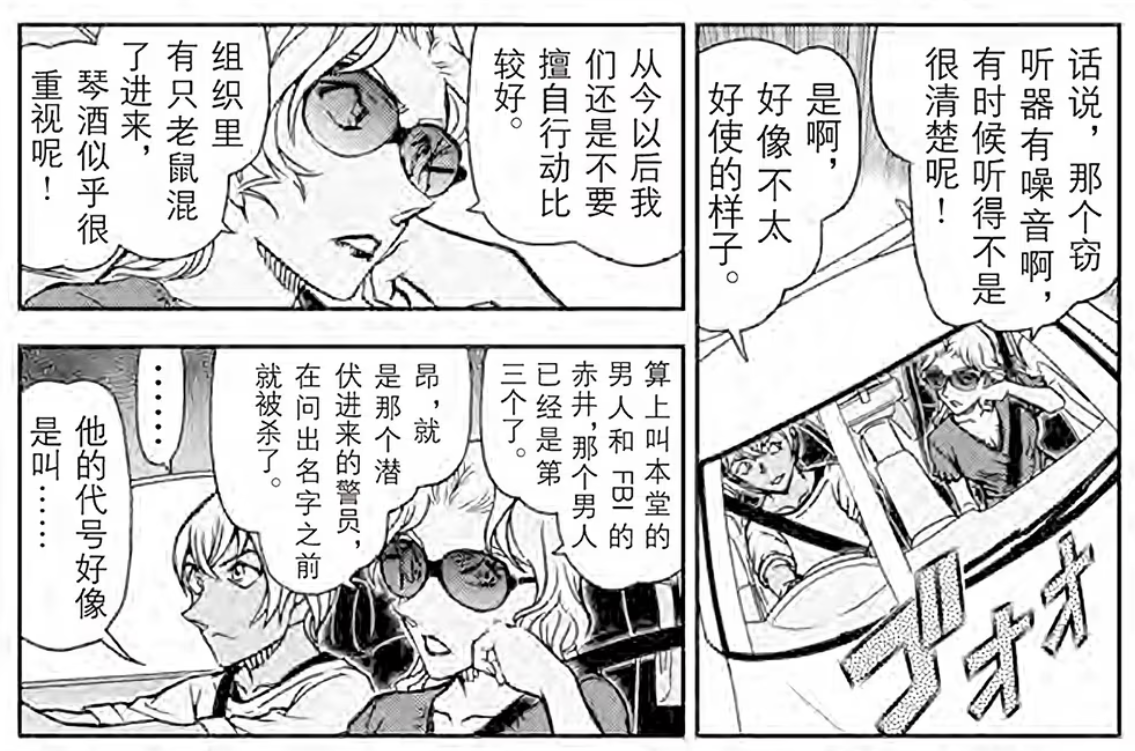 话说，那个窃
听器有噪音啊，
有时候听得不是
很清楚呢！
是啊，
好像不太
好使的样子。
ゴオオ
从今以后我
们还是不要
擅自行动比
较好。
组织里
有只老鼠混
了进来，
琴酒似乎很
重视呢！
算上叫本堂的
男人和FBI的
赤井，那个男人
已经是第
三个了。
昂，就
是那个潜
伏进来的警员，
在问出名字之前
就被杀了。
……
他的代号好像
是叫……